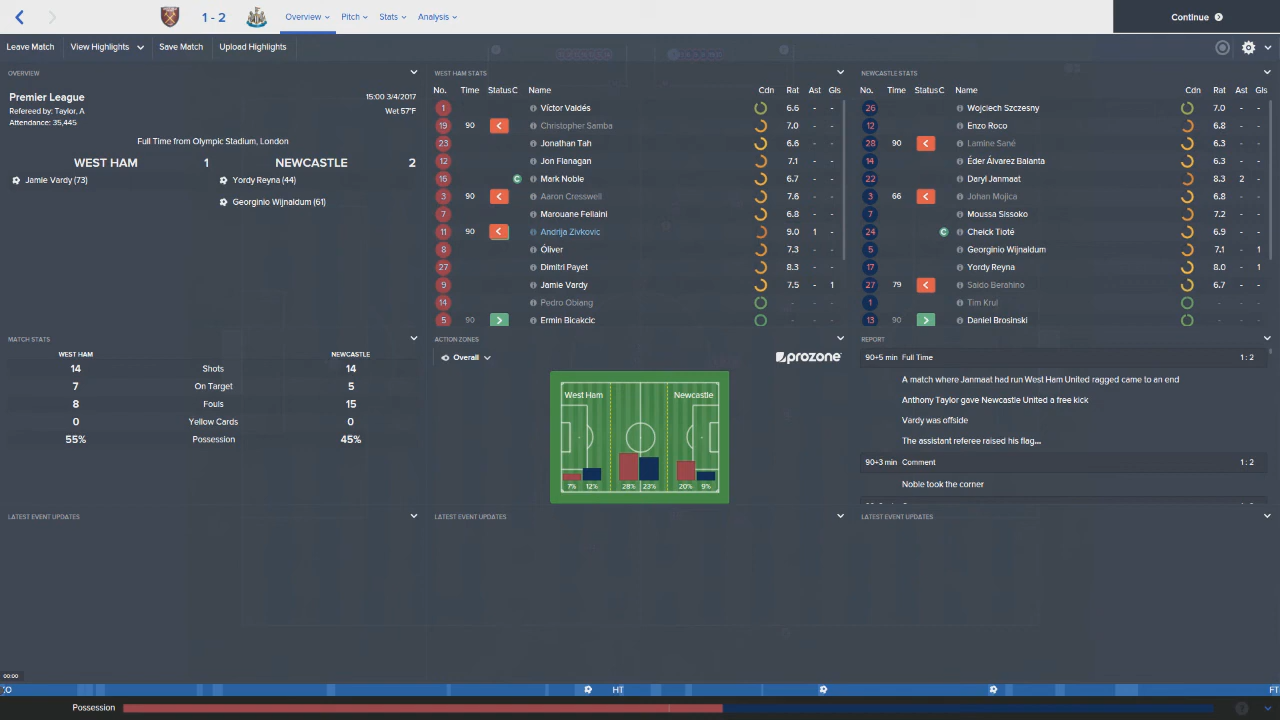 1 - 2 Overview Pitch Stats Analysis Continue
Leave Match View Highlights Save Match Upload Highlights
OVERVIEW
Premier League 15:00 3/4/2017
Refereed by: Taylor, A Wet 57°F
Attendance: 35,445
Full Time from Olympic Stadium, London
WEST HAM 1 NEWCASTLE 2
Jamie Vardy (73) Yordy Reyna (44)
Georginio Wijnaldum (61)
WEST HAM STATS
No. Time Status C Name Cdn Rat Ast Gls
1 Víctor Valdés 6.6 - -
19 90 Christopher Samba 7.0 - -
23 Jonathan Tah 6.6 - -
12 Jon Flanagan 7.1 - -
16 C Mark Noble 6.7 - -
3 90 Aaron Cresswell 7.6 - -
7 Marouane Fellaini 6.8 - -
11 90 Andrija Zivkovic 9.0 1 -
8 Óliver 7.3 - -
27 Dimitri Payet 8.3 - -
9 Jamie Vardy 7.5 - 1
14 Pedro Obiang - - -
5 90 Ermin Bicakcic - - -
NEWCASTLE STATS
No. Time Status C Name Cdn Rat Ast Gls
26 Wojciech Szczesny 7.0 - -
12 Enzo Roco 6.8 - -
28 90 Lamine Sané 6.3 - -
14 Éder Álvarez Balanta 6.3 - -
22 Daryl Janmaat 8.3 2 -
3 66 Johan Mojica 6.8 - -
7 Moussa Sissoko 7.2 - -
24 C Cheick Tioté 6.9 - -
5 Georginio Wijnaldum 7.1 - 1
17 Yordy Reyna 8.0 - 1
27 79 Saido Berahino 6.7 - -
1 Tim Krul - - -
13 90 Daniel Brosinski - - -
MATCH STATS
WEST HAM NEWCASTLE
14 Shots 14
7 On Target 5
8 Fouls 15
0 Yellow Cards 0
55% Possession 45%
ACTION ZONES
Overall prozone
West Ham Newcastle
7% 12% 28% 23% 20% 9%
REPORT
90+5 min Full Time 1 : 2
A match where Janmaat had run West Ham United ragged came to an end
Anthony Taylor gave Newcastle United a free kick
Vardy was offside
The assistant referee raised his flag...
90+3 min Comment 1 : 2
Noble took the corner
LATEST EVENT UPDATES
LATEST EVENT UPDATES
LATEST EVENT UPDATES
00:00
HT FT
Possession